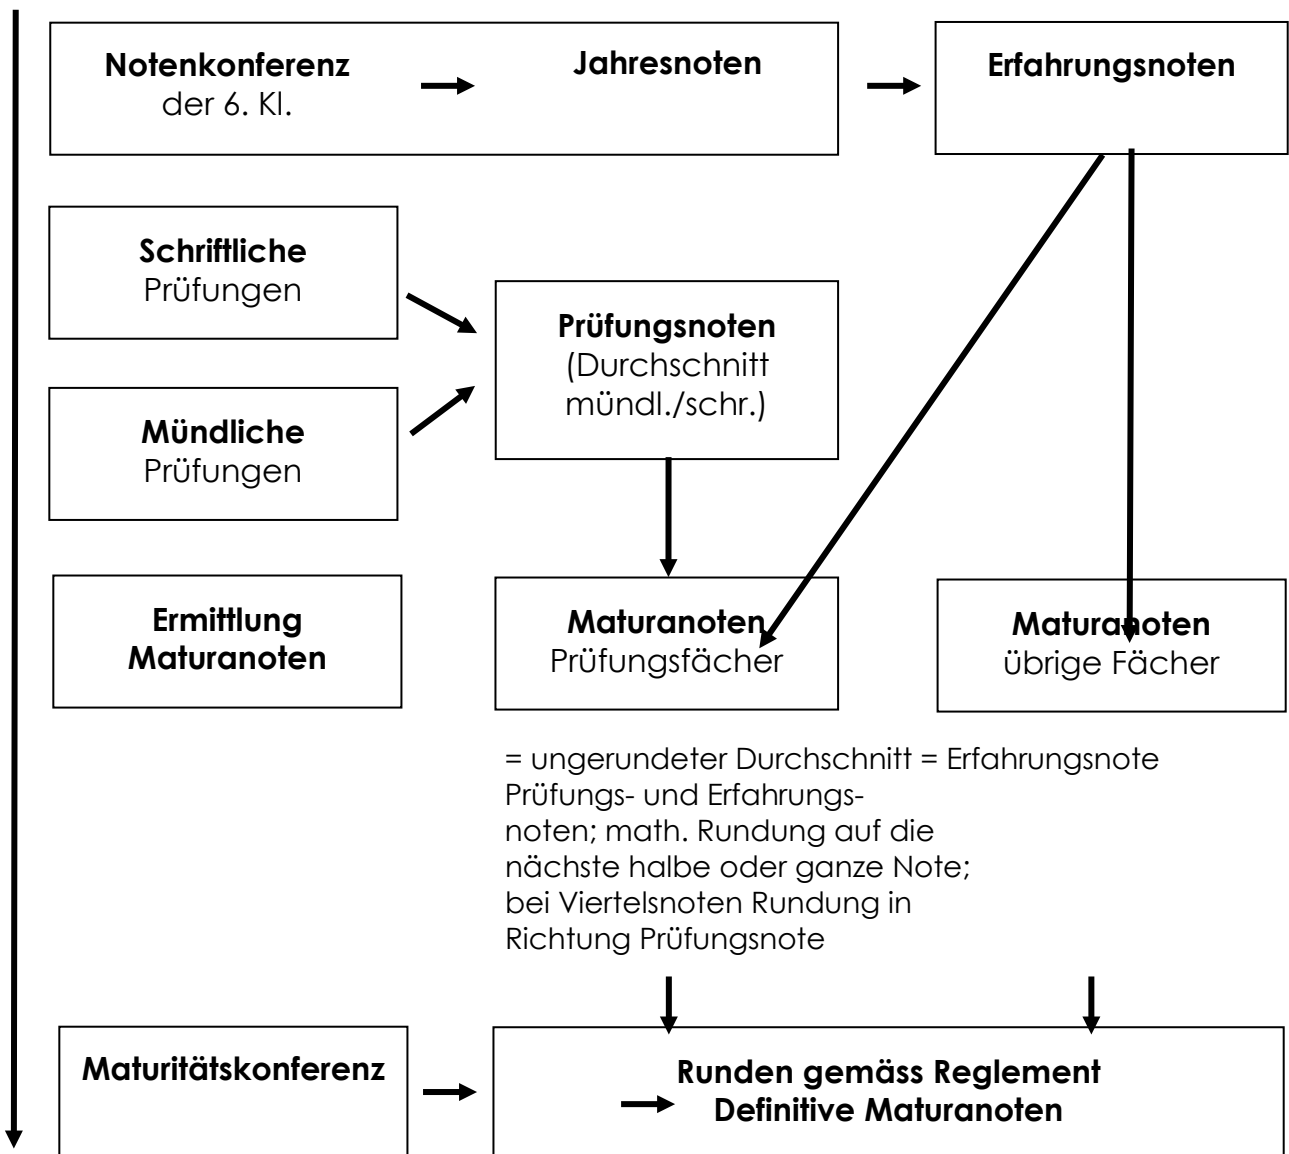 Notenkonferenz
der 6. Kl.
Jahresnoten
Erfahrungsnoten
Schriftliche
Prüfungen
Prüfungsnoten
(Durchschnitt
mündl./schr.)
Mündliche
Prüfungen
Ermittlung
Maturanoten
Maturanoten
Prüfungsfächer
Maturanoten
übrige Fächer
= ungerundeter Durchschnitt = Erfahrungsnote
Prüfungs- und Erfahrungs-
noten; math. Rundung auf die
nächste halbe oder ganze Note;
bei Viertelsnoten Rundung in
Richtung Prüfungsnote
Maturitätskonferenz
Runden gemäss Reglement
Definitive Maturanoten